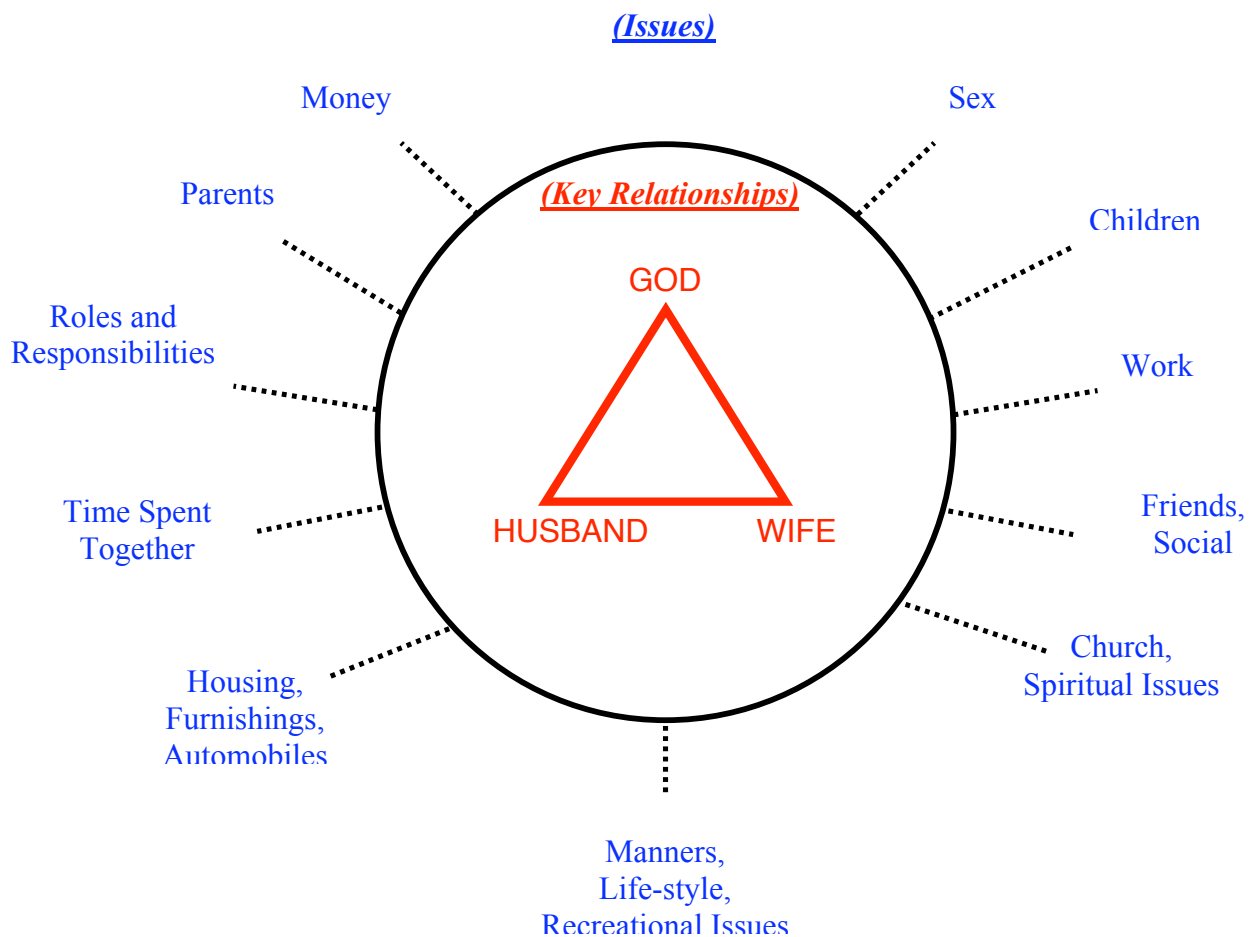 (Issues)
Money
Sex
Parents
(Key Relationships)
Children
GOD
Roles and
Responsibilities
Work
Time Spent
Together
HUSBAND
WIFE
Friends,
Social
Church,
Spiritual Issues
Housing,
Furnishings,
Automobiles
Manners,
Life-style,
Recreational Issues